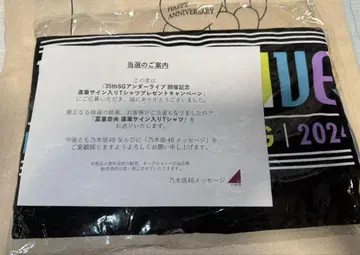 HAPPY
ANNIVERSARY
当選のご案内
この度は
「35thSGアンダーライブ 開催記念
直筆サイン入りTシャツプレゼントキャンペーン」
にご応募いただき、誠にありがとうございました。
厳正なる抽選の結果、お客様がご当選となりましたので
「冨里奈央 直筆サイン入りTシャツ」を
お送りいたします。
今後とも乃木坂46 ならびに「乃木坂 46 メッセージ」を
ご愛顧賜りますようよろしくお願い申し上げます。
乃木坂46メッセージ
IVE
G | 2024